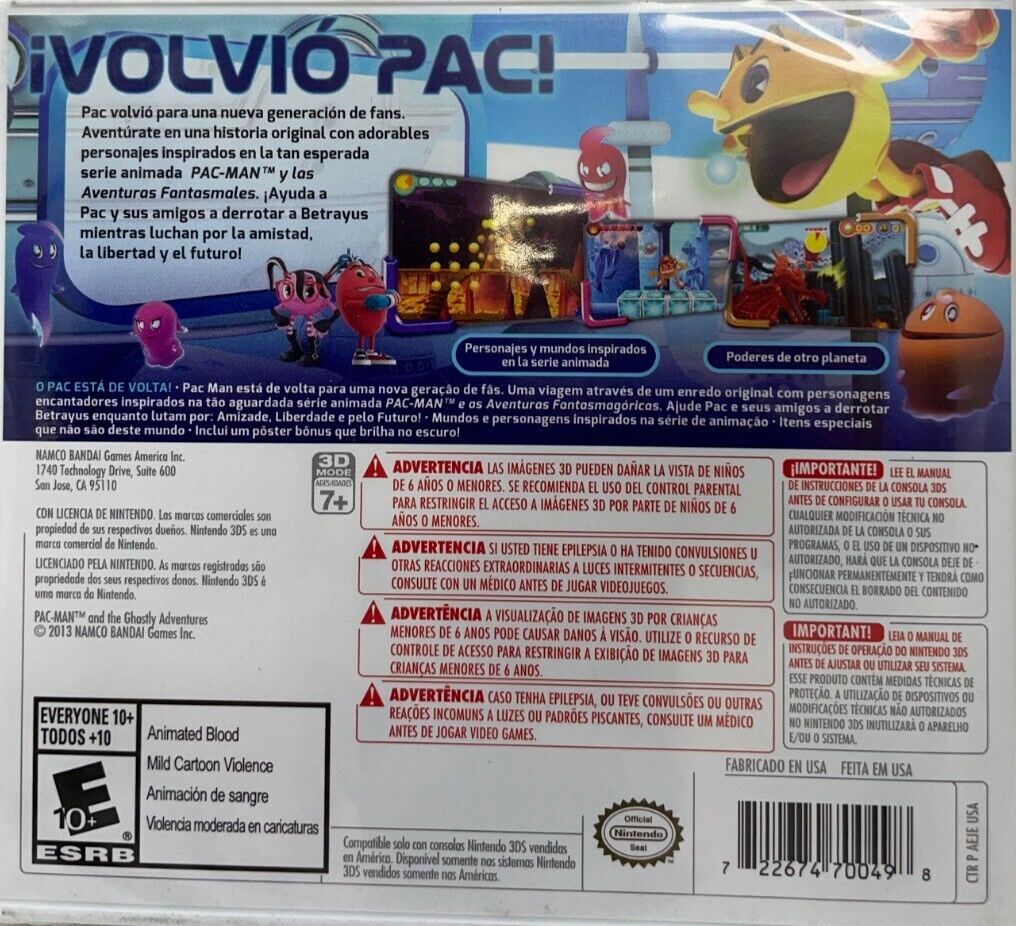 ¡VOLVIÓ PAC!
Pac volvió para una nueva generación de fans.
Aventúrate en una historia original con adorables
personajes inspirados en la tan esperada
serie animada PAC-MAN™ y las
Aventuras Fantasmales. ¡Ayuda a
Pac y sus amigos a derrotar a Betrayus
mientras luchan por la amistad,
la libertad y el futuro!
Personajes y mundos inspirados
en la serie animada
Poderes de otro planeta
O PAC ESTÁ DE VOLTA! • Pac Man está de volta para uma nova geração de fãs. Uma viagem através de um enredo original com personagens
encantadores inspirados na tão aguardada série animada PAC-MAN™ e as Aventuras Fantasmagóricas. Ajude Pac e seus amigos a derrotar
Betrayus enquanto lutam por: Amizade, Liberdade e pelo Futuro! • Mundos e personagens inspirados na série de animação • Itens especiais
que não são deste mundo • Inclui um pôster bônus que brilha no escuro!
NAMCO BANDAI Games America Inc.
1740 Technology Drive, Suite 600
San Jose, CA 95110
CON LICENCIA DE NINTENDO. Las marcas comerciales son
propiedad de sus respectivos dueños. Nintendo 3DS es una
marca comercial de Nintendo.
LICENCIADO PELA NINTENDO. As marcas registradas são
propriedade dos seus respectivos donos. Nintendo 3DS é
uma marca da Nintendo.
PAC-MAN™ and the Ghostly Adventures
© 2013 NAMCO BANDAI Games Inc.
3D
MODE
AGES/EDADES
7+
ADVERTENCIA LAS IMÁGENES 3D PUEDEN DAÑAR LA VISTA DE NIÑOS
DE 6 AÑOS O MENORES. SE RECOMIENDA EL USO DEL CONTROL PARENTAL
PARA RESTRINGIR EL ACCESO A IMÁGENES 3D POR PARTE DE NIÑOS DE 6
AÑOS O MENORES.
ADVERTENCIA SI USTED TIENE EPILEPSIA O HA TENIDO CONVULSIONES U
OTRAS REACCIONES EXTRAORDINARIAS A LUCES INTERMITENTES O SECUENCIAS,
CONSULTE CON UN MÉDICO ANTES DE JUGAR VIDEOJUEGOS.
ADVERTÊNCIA A VISUALIZAÇÃO DE IMAGENS 3D POR CRIANÇAS
MENORES DE 6 ANOS PODE CAUSAR DANOS À VISÃO. UTILIZE O RECURSO DE
CONTROLE DE ACESSO PARA RESTRINGIR A EXIBIÇÃO DE IMAGENS 3D PARA
CRIANÇAS MENORES DE 6 ANOS.
ADVERTÊNCIA CASO TENHA EPILEPSIA, OU TEVE CONVULSÕES OU OUTRAS
REAÇÕES INCOMUNS A LUZES OU PADRÕES PISCANTES, CONSULTE UM MÉDICO
ANTES DE JOGAR VIDEO GAMES.
¡IMPORTANTE! LEE EL MANUAL
DE INSTRUCCIONES DE LA CONSOLA 3DS
ANTES DE CONFIGURAR O USAR TU CONSOLA.
CUALQUIER MODIFICACIÓN TÉCNICA NO
AUTORIZADA DE LA CONSOLA O SUS
PROGRAMAS, O EL USO DE UN DISPOSITIVO NO
AUTORIZADO, HARÁ QUE LA CONSOLA DEJE DE
FUNCIONAR PERMANENTEMENTE Y TENDRÁ COMO
CONSECUENCIA EL BORRADO DEL CONTENIDO
NO AUTORIZADO.
IMPORTANT! LEIA O MANUAL DE
INSTRUÇÕES DE OPERAÇÃO DO NINTENDO 3DS
ANTES DE AJUSTAR OU UTILIZAR SEU SISTEMA.
ESSE PRODUTO CONTÉM MEDIDAS TÉCNICAS DE
PROTEÇÃO. A UTILIZAÇÃO DE DISPOSITIVOS OU
MODIFICAÇÕES TÉCNICAS NÃO AUTORIZADOS
NO NINTENDO 3DS INUTILIZARÁ O APARELHO
E/OU O SISTEMA.
FABRICADO EN USA FEITA EM USA
EVERYONE 10+
TODOS +10
E
10+
®
ESRB
Animated Blood
Mild Cartoon Violence
Animación de sangre
Violencia moderada en caricaturas
Compatible solo con consolas Nintendo 3DS vendidas
en América. Disponível somente nos sistemas Nintendo
3DS vendidos somente nas Américas.
Official
Nintendo
Seal
7 22674 70049 8
CTR P AEJE USA